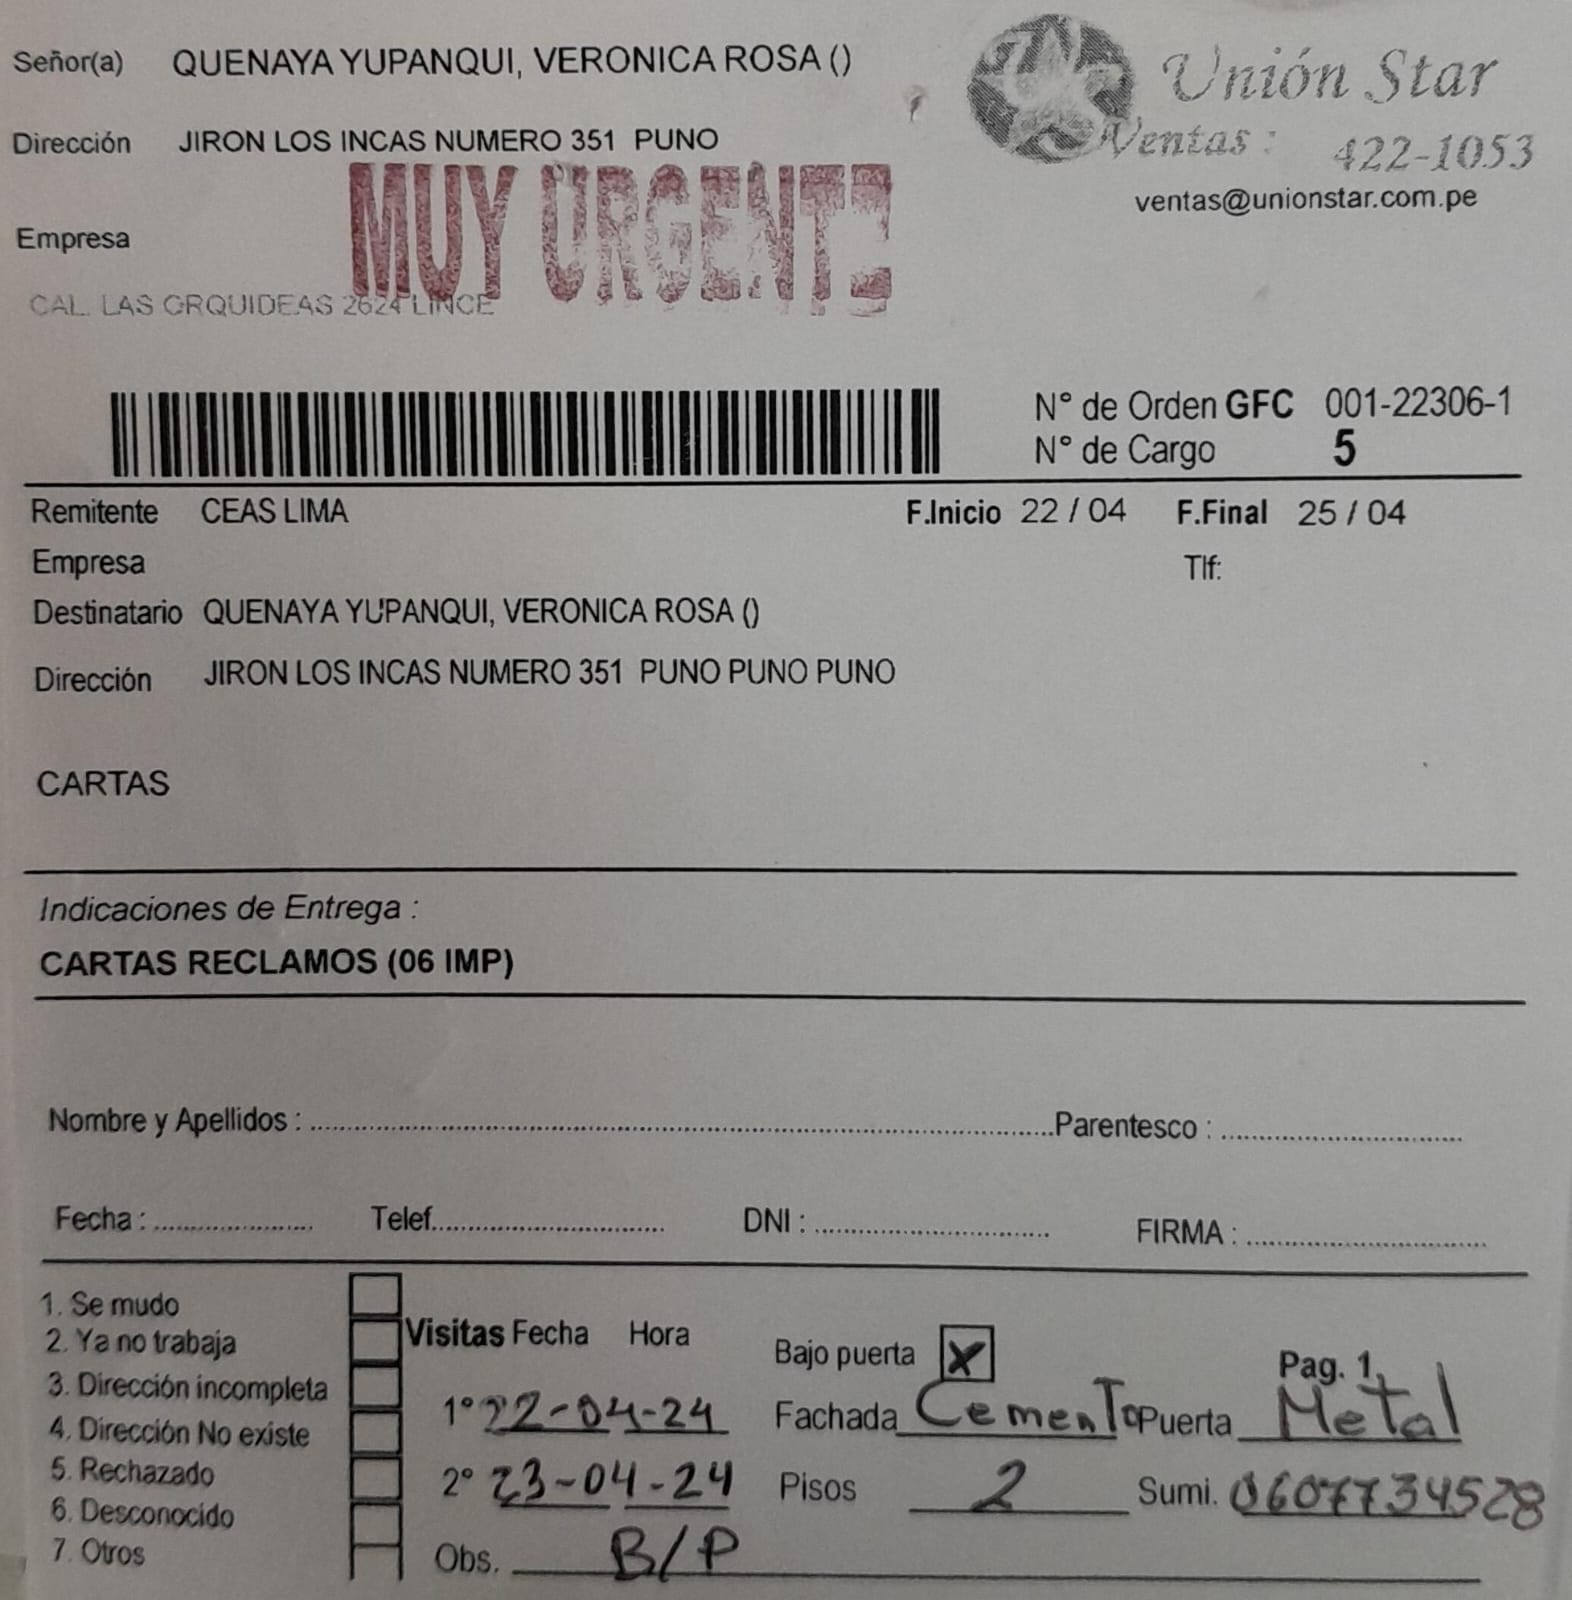 Señor(a) QUENAYA YUPANQUI, VERONICA ROSA ()
Unión Star
Dirección JIRON LOS INCAS NUMERO 351 PUNO
Ventas : 422-1053
MUY URGENTE
ventas@unionstar.com.pe
Empresa
CAL. LAS ORQUIDEAS 2624 LINCE
N° de Orden GFC 001-22306-1
N° de Cargo 5
Remitente CEAS LIMA F.Inicio 22 / 04 F.Final 25 / 04
Empresa Tlf:
Destinatario QUENAYA YUPANQUI, VERONICA ROSA ()
Dirección JIRON LOS INCAS NUMERO 351 PUNO PUNO PUNO
CARTAS
Indicaciones de Entrega :
CARTAS RECLAMOS (06 IMP)
Nombre y Apellidos : Parentesco :
Fecha : Telef. DNI : FIRMA :
1. Se mudo
2. Ya no trabaja
3. Dirección incompleta
4. Dirección No existe
5. Rechazado
6. Desconocido
7. Otros
Visitas Fecha Hora
1° 22-04-24
2° 23-04-24
Obs. B/P
Bajo puerta X Pag. 1
Fachada Cemento Puerta Metal
Pisos 2 Sumi. 0607734528